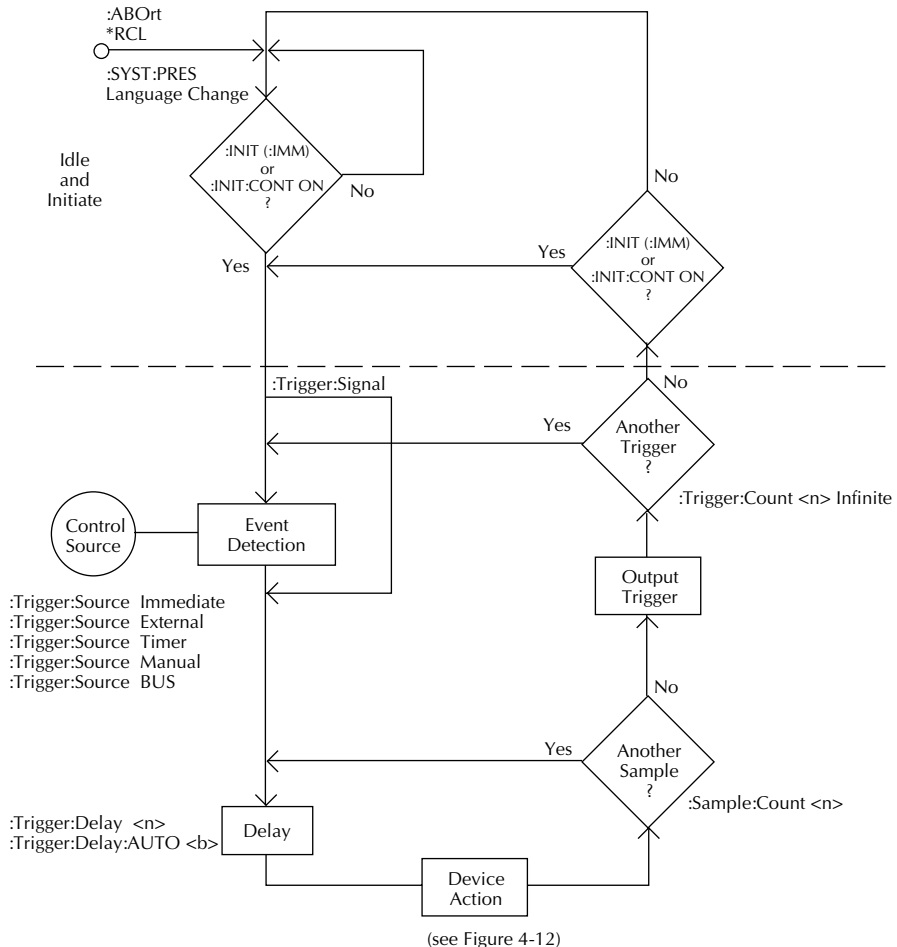 :ABOrt
*RCL
:SYST:PRES
Language Change
Idle
and
Initiate
:INIT (:IMM)
or
:INIT:CONT ON
?
No
Yes
No
:INIT (:IMM)
or
:INIT:CONT ON
?
Yes
:Trigger:Signal
No
Another
Trigger
?
Yes
:Trigger:Count <n> Infinite
Control
Source
Event
Detection
Output
Trigger
:Trigger:Source Immediate
:Trigger:Source External
:Trigger:Source Timer
:Trigger:Source Manual
:Trigger:Source BUS
No
Another
Sample
?
Yes
:Sample:Count <n>
:Trigger:Delay <n>
:Trigger:Delay:AUTO <b>
Delay
Device
Action
(see Figure 4-12)